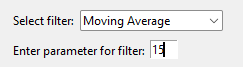 Select filter: Moving Average
Enter parameter for filter: 15